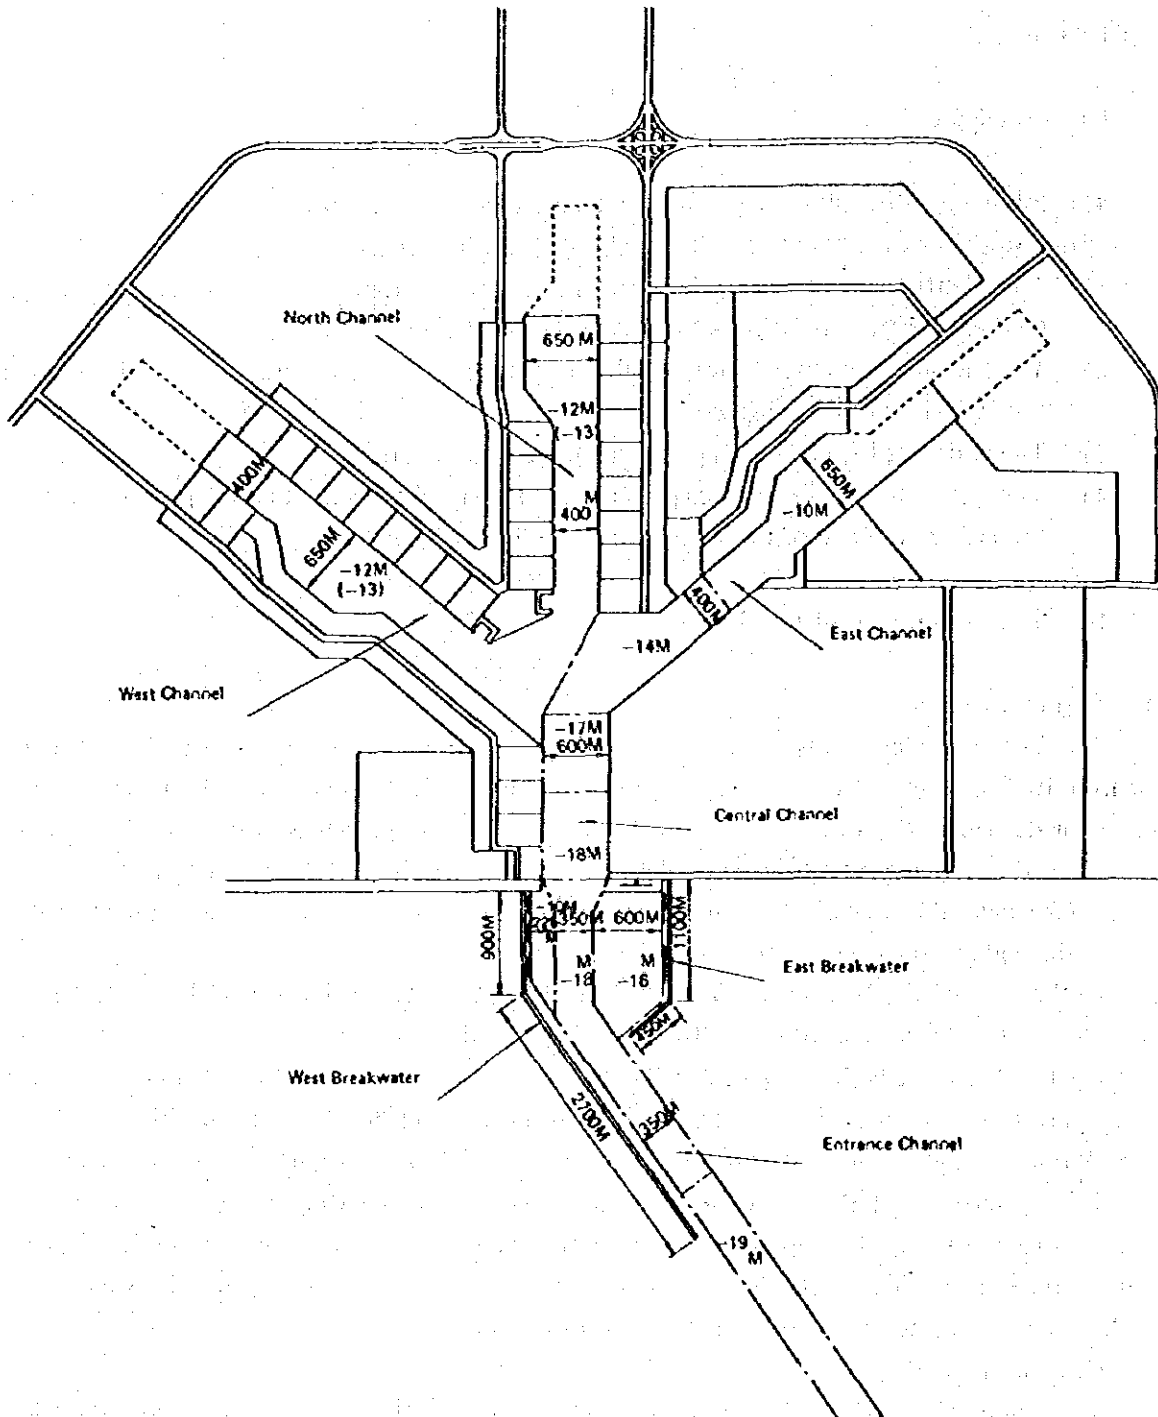 North Channel
650 M
-12M
(-13
M
400
400M
650M
-12M
(-13)
650M
-10M
400M
East Channel
-14M
West Channel
-17M
600M
Central Channel
-18M
350M
600M
900M
1100M
M
-18
M
-16
East Breakwater
450M
West Breakwater
2700M
350M
Entrance Channel
-19
M